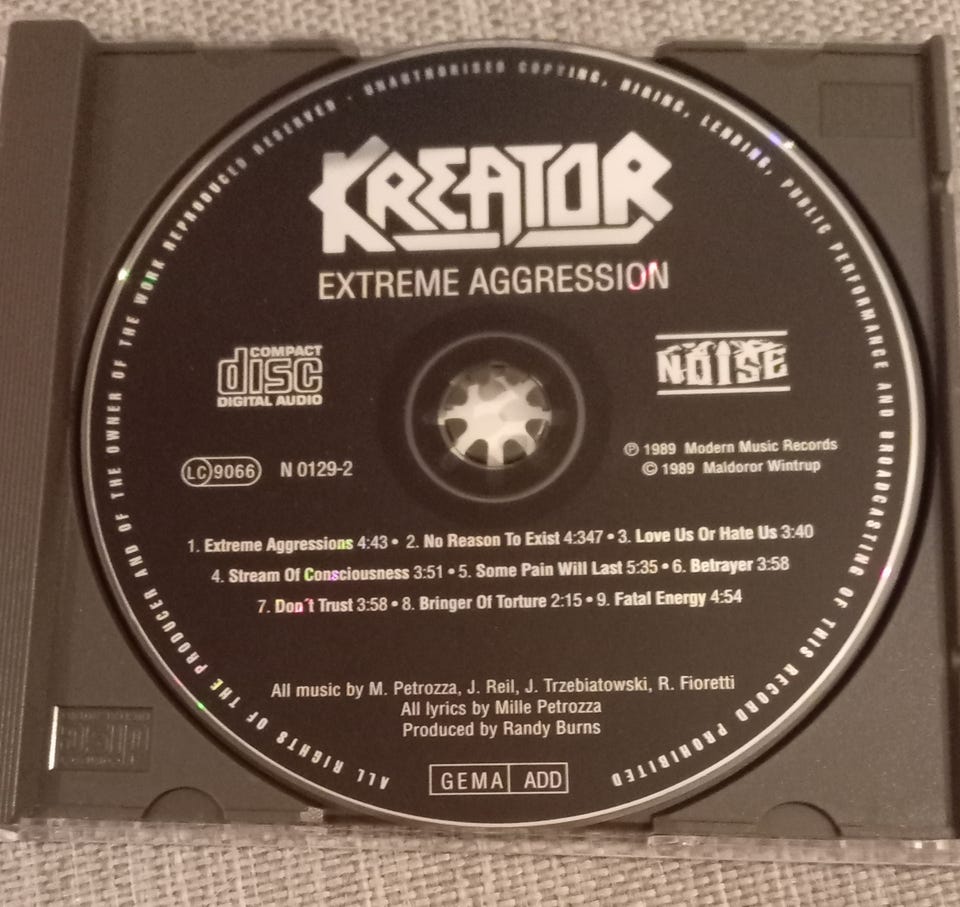 KREATOR
EXTREME AGGRESSION
COMPACT
disc
DIGITAL AUDIO
NOISE
LC 9066 N 0129-2
℗ 1989 Modern Music Records
© 1989 Maldoror Wintrup
1. Extreme Aggressions 4:43 • 2. No Reason To Exist 4:347 • 3. Love Us Or Hate Us 3:40
4. Stream Of Consciousness 3:51 • 5. Some Pain Will Last 5:35 • 6. Betrayer 3:58
7. Don´t Trust 3:58 • 8. Bringer Of Torture 2:15 • 9. Fatal Energy 4:54
All music by M. Petrozza, J. Reil, J. Trzebiatowski, R. Fioretti
All lyrics by Mille Petrozza
Produced by Randy Burns
GEMA ADD
ALL RIGHTS OF THE PRODUCER AND OF THE OWNER OF THE WORK REPRODUCED RESERVED · UNAUTHORISED COPYING, HIRING, LENDING, PUBLIC PERFORMANCE AND BROADCASTING OF THIS RECORD PROHIBITED